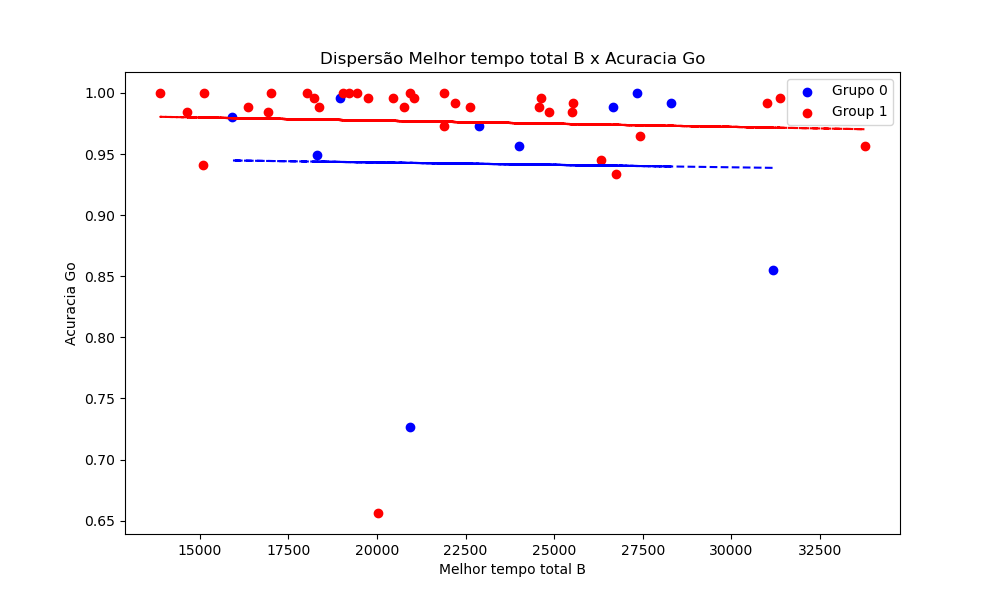 Dispersão Melhor tempo total B x Acuracia Go
Grupo 0
Group 1
1.00
0.95
0.90
0.85
0.80
0.75
0.70
0.65
Acuracia Go
15000 17500 20000 22500 25000 27500 30000 32500
Melhor tempo total B